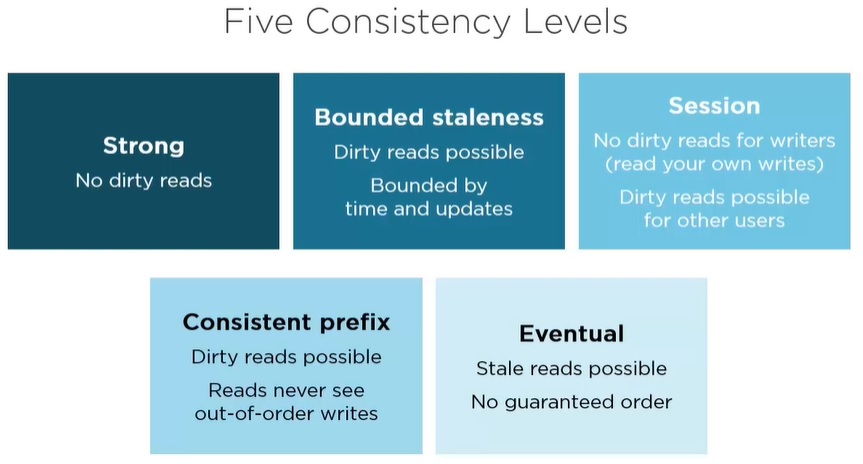 Five Consistency Levels
Strong
No dirty reads
Bounded staleness
Dirty reads possible
Bounded by
time and updates
Session
No dirty reads for writers
(read your own writes)
Dirty reads possible
for other users
Consistent prefix
Dirty reads possible
Reads never see
out-of-order writes
Eventual
Stale reads possible
No guaranteed order